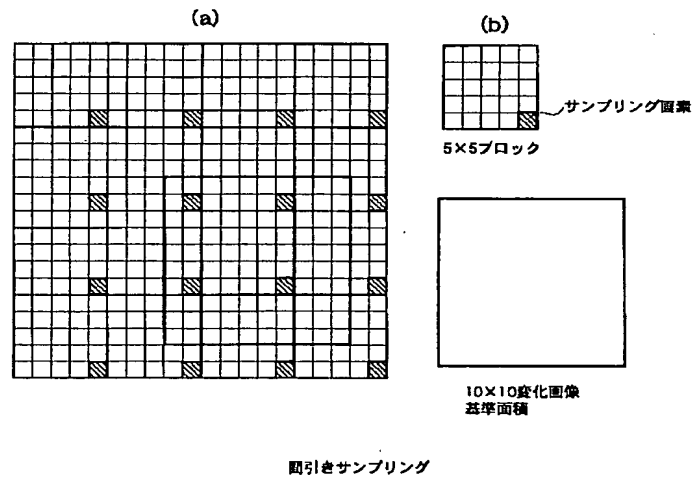 (a)
(b)
サンプリング画素
5×5ブロック
10×10変化画像
基準面積
間引きサンプリング